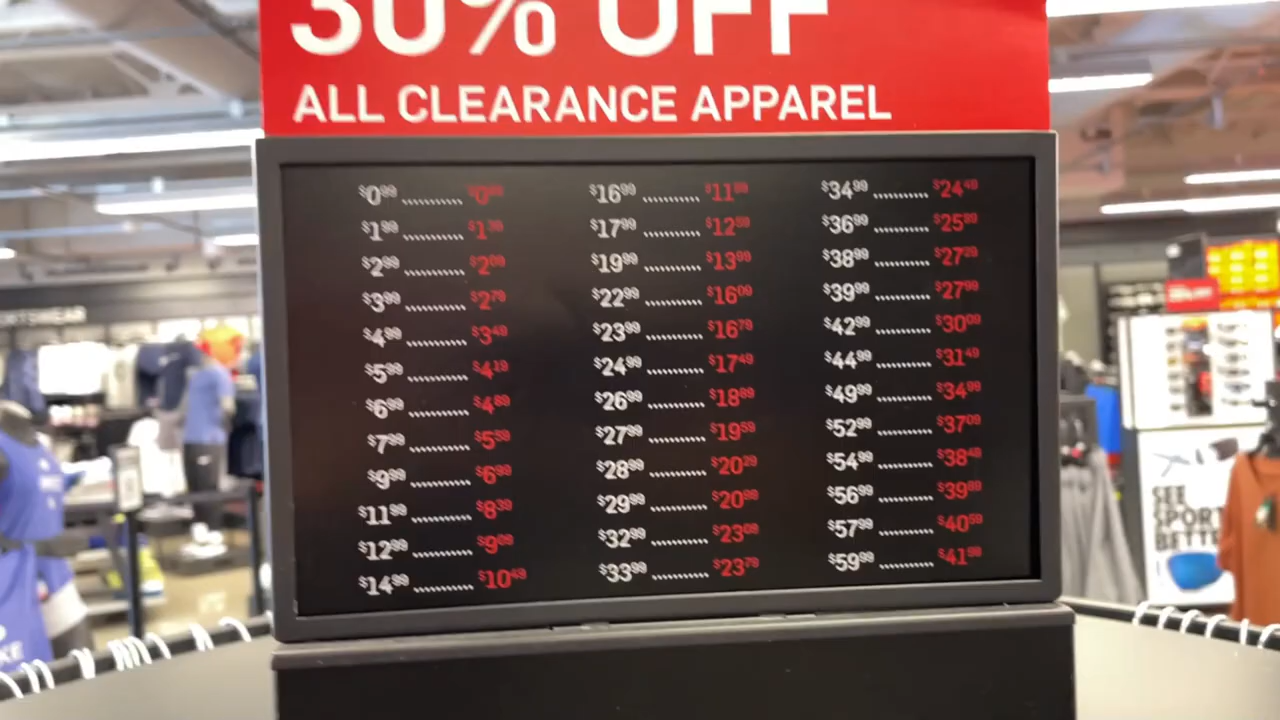 30% OFF
ALL CLEARANCE APPAREL
$0.99 .......... $0.69
$1.99 .......... $1.39
$2.99 .......... $2.09
$3.99 .......... $2.79
$4.99 .......... $3.49
$5.99 .......... $4.19
$6.99 .......... $4.89
$7.99 .......... $5.59
$9.99 .......... $6.99
$11.99 .......... $8.39
$12.99 .......... $9.09
$14.99 .......... $10.49
$16.99 .......... $11.89
$17.99 .......... $12.59
$19.99 .......... $13.99
$22.99 .......... $16.09
$23.99 .......... $16.79
$24.99 .......... $17.49
$26.99 .......... $18.89
$27.99 .......... $19.59
$28.99 .......... $20.29
$29.99 .......... $20.99
$32.99 .......... $23.09
$33.99 .......... $23.79
$34.99 .......... $24.49
$36.99 .......... $25.89
$38.99 .......... $27.29
$39.99 .......... $27.99
$42.99 .......... $30.09
$44.99 .......... $31.49
$49.99 .......... $34.99
$52.99 .......... $37.09
$54.99 .......... $38.49
$56.99 .......... $39.89
$57.99 .......... $40.59
$59.99 .......... $41.99
SEE
SPORT
BETTE